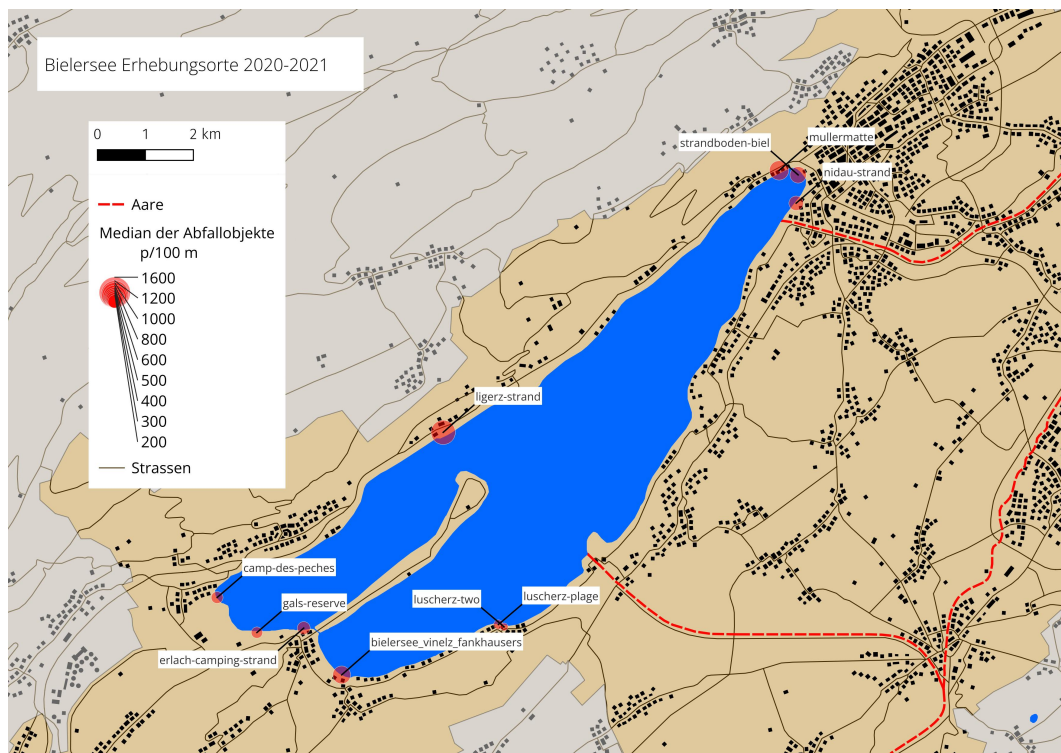 Bielersee Erhebungsorte 2020-2021
0 1 2 km
Aare
Median der Abfallobjekte
p/100 m
1600
1200
1000
800
600
500
400
300
200
Strassen
strandboden-biel
mullermatte
nidau-strand
ligerz-strand
camp-des-peches
gals-reserve
luscherz-two
luscherz-plage
bielersee_vinelz_fankhausers
erlach-camping-strand